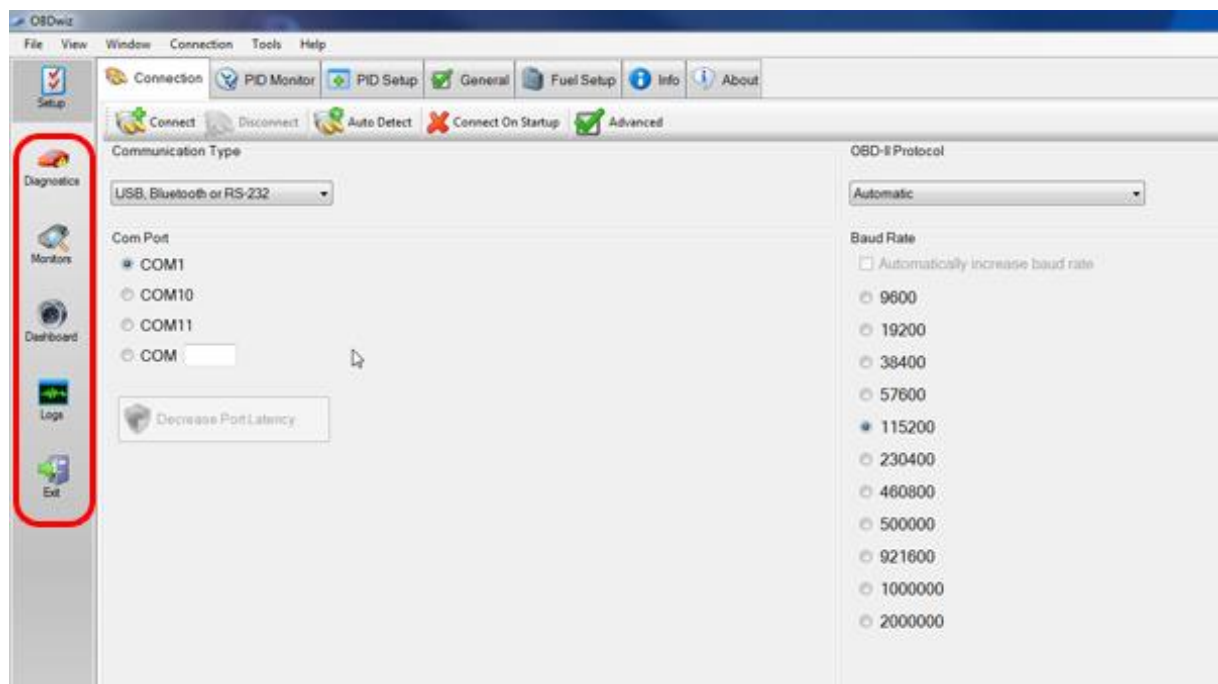 OBDwiz
File View Window Connection Tools Help
Setup
Connection PID Monitor PID Setup General Fuel Setup Info About
Connect Disconnect Auto Detect Connect On Startup Advanced
Communication Type
USB, Bluetooth or RS-232
OBD-II Protocol
Automatic
Diagnostics
Monitors
Dashboard
Logs
Exit
Com Port
COM1
COM10
COM11
COM
Decrease Port Latency
Baud Rate
Automatically increase baud rate
9600
19200
38400
57600
115200
230400
460800
500000
921600
1000000
2000000